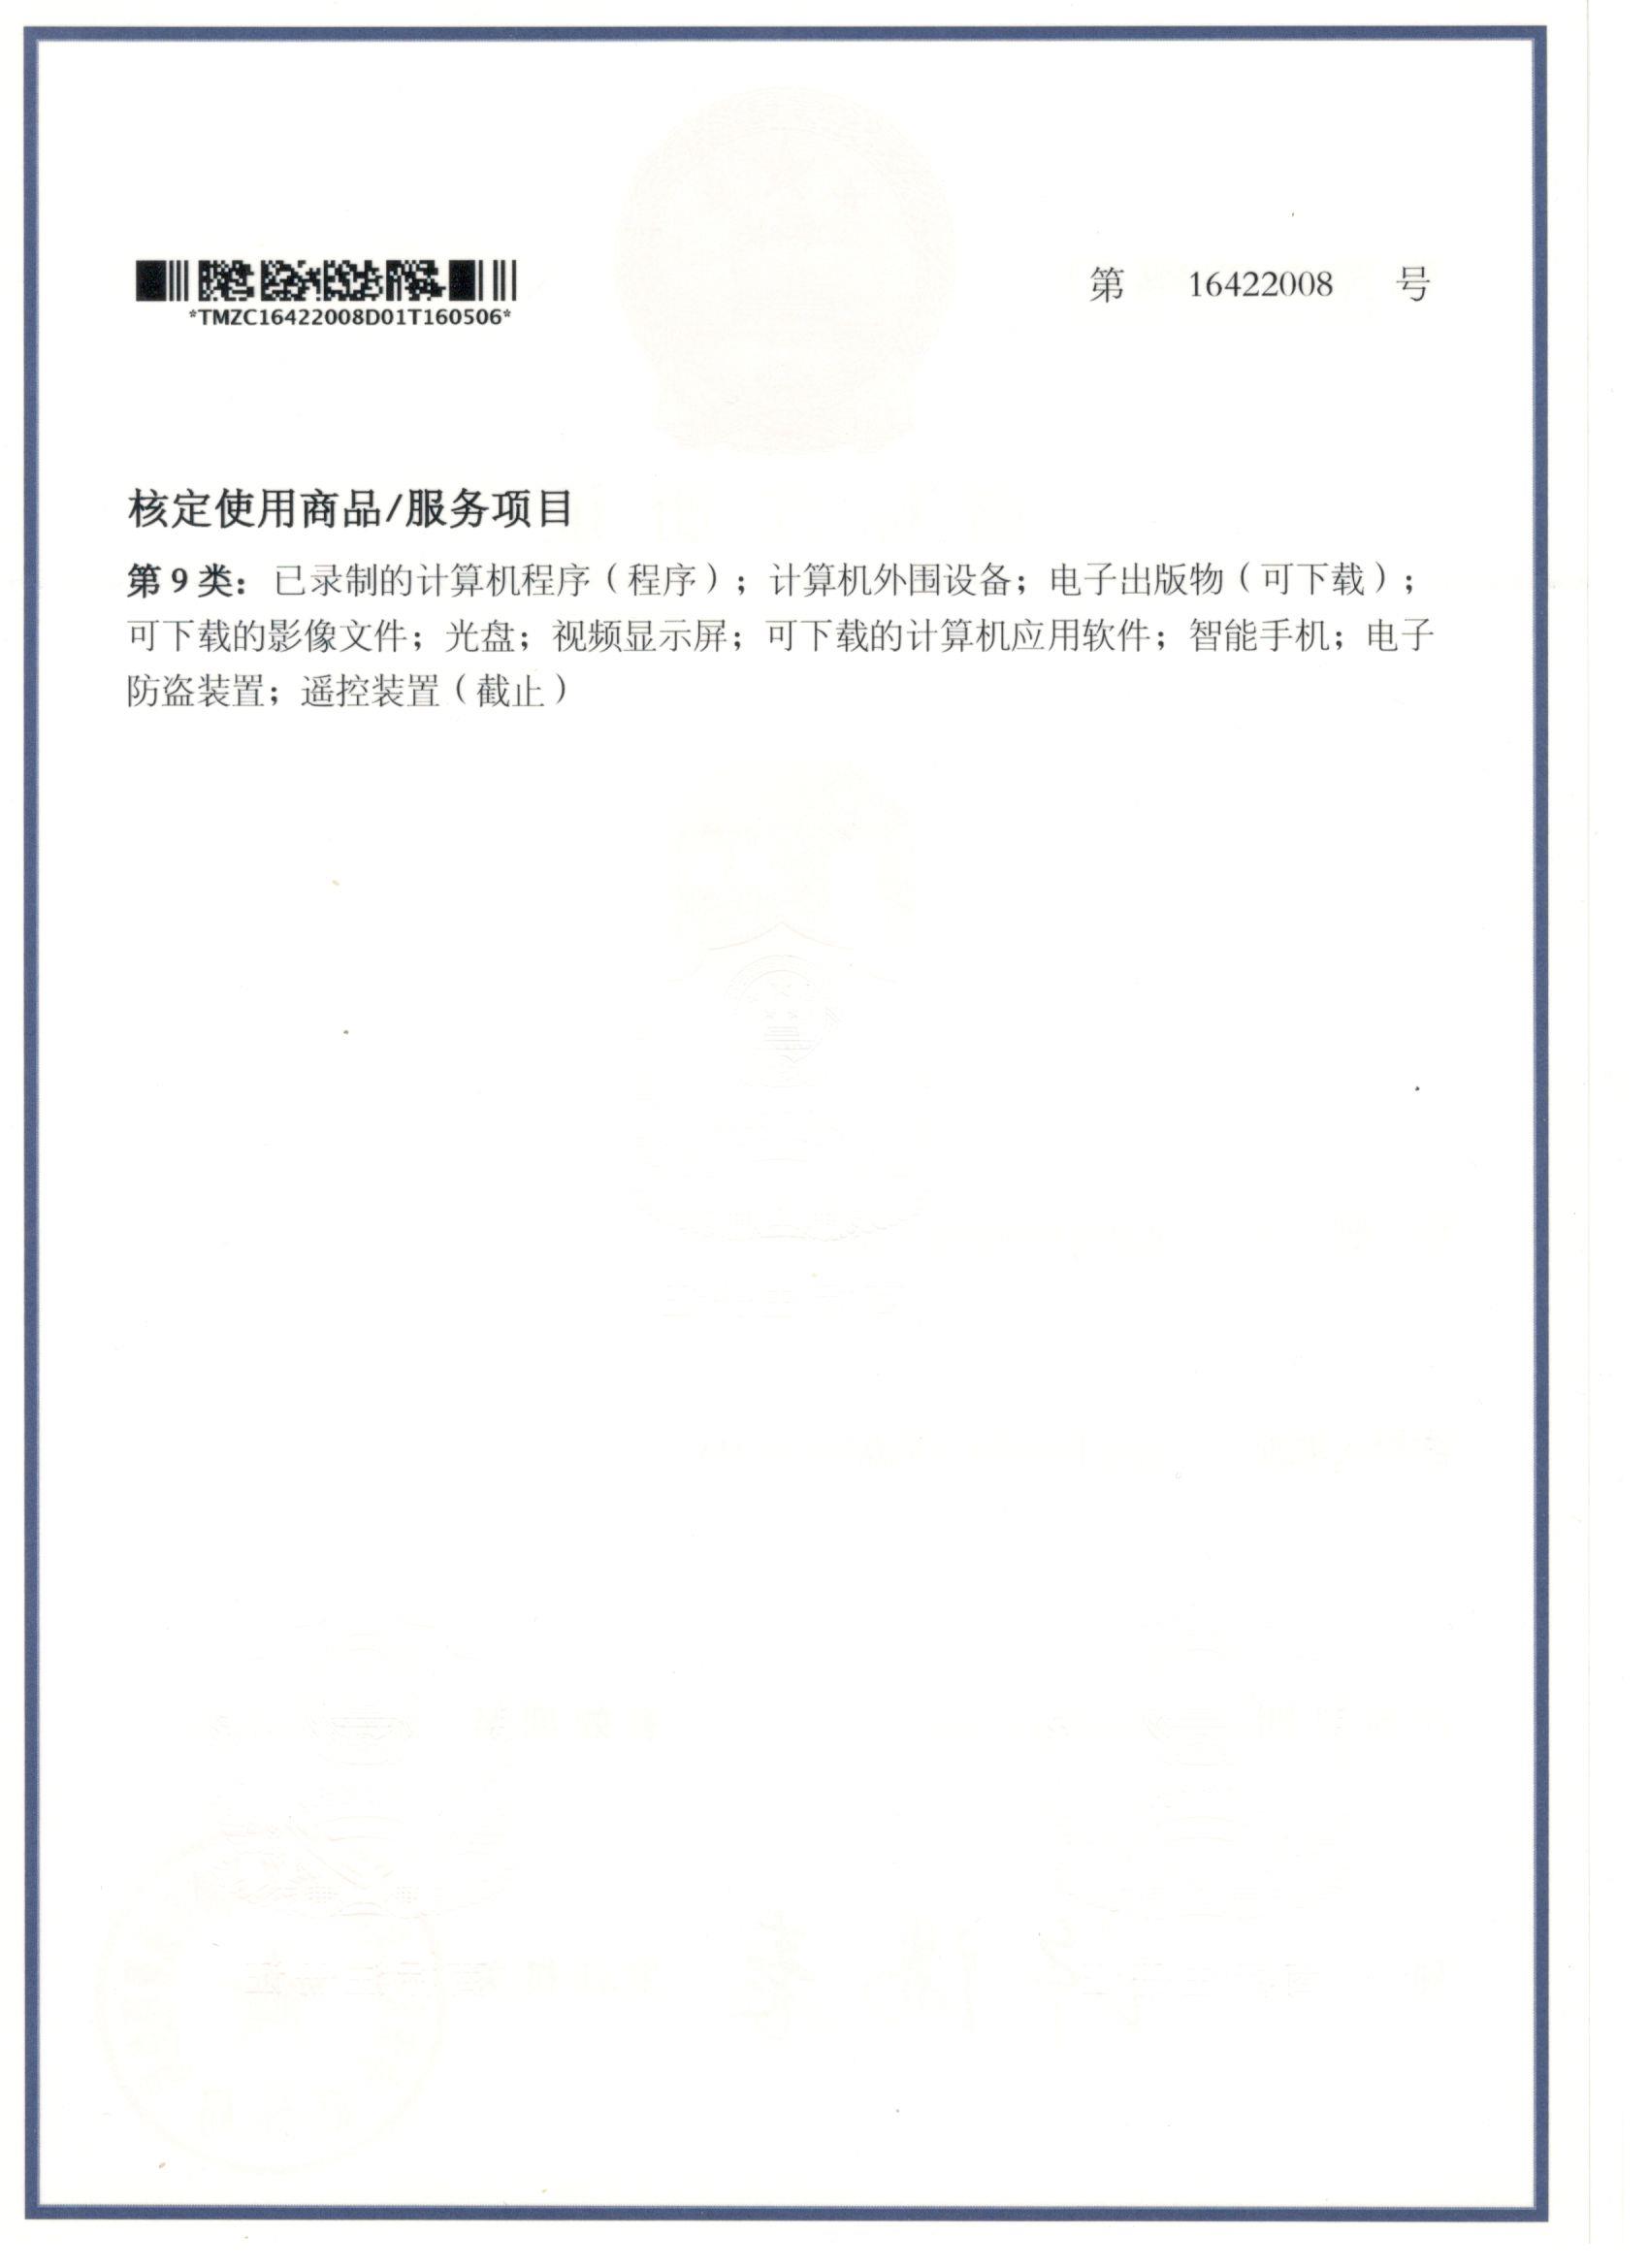 第 16422008 号
*TMZC16422008D01T160506*
核定使用商品/服务项目
第 9 类：已录制的计算机程序（程序）；计算机外围设备；电子出版物（可下载）；
可下载的影像文件；光盘；视频显示屏；可下载的计算机应用软件；智能手机；电子
防盗装置；遥控装置（截止）